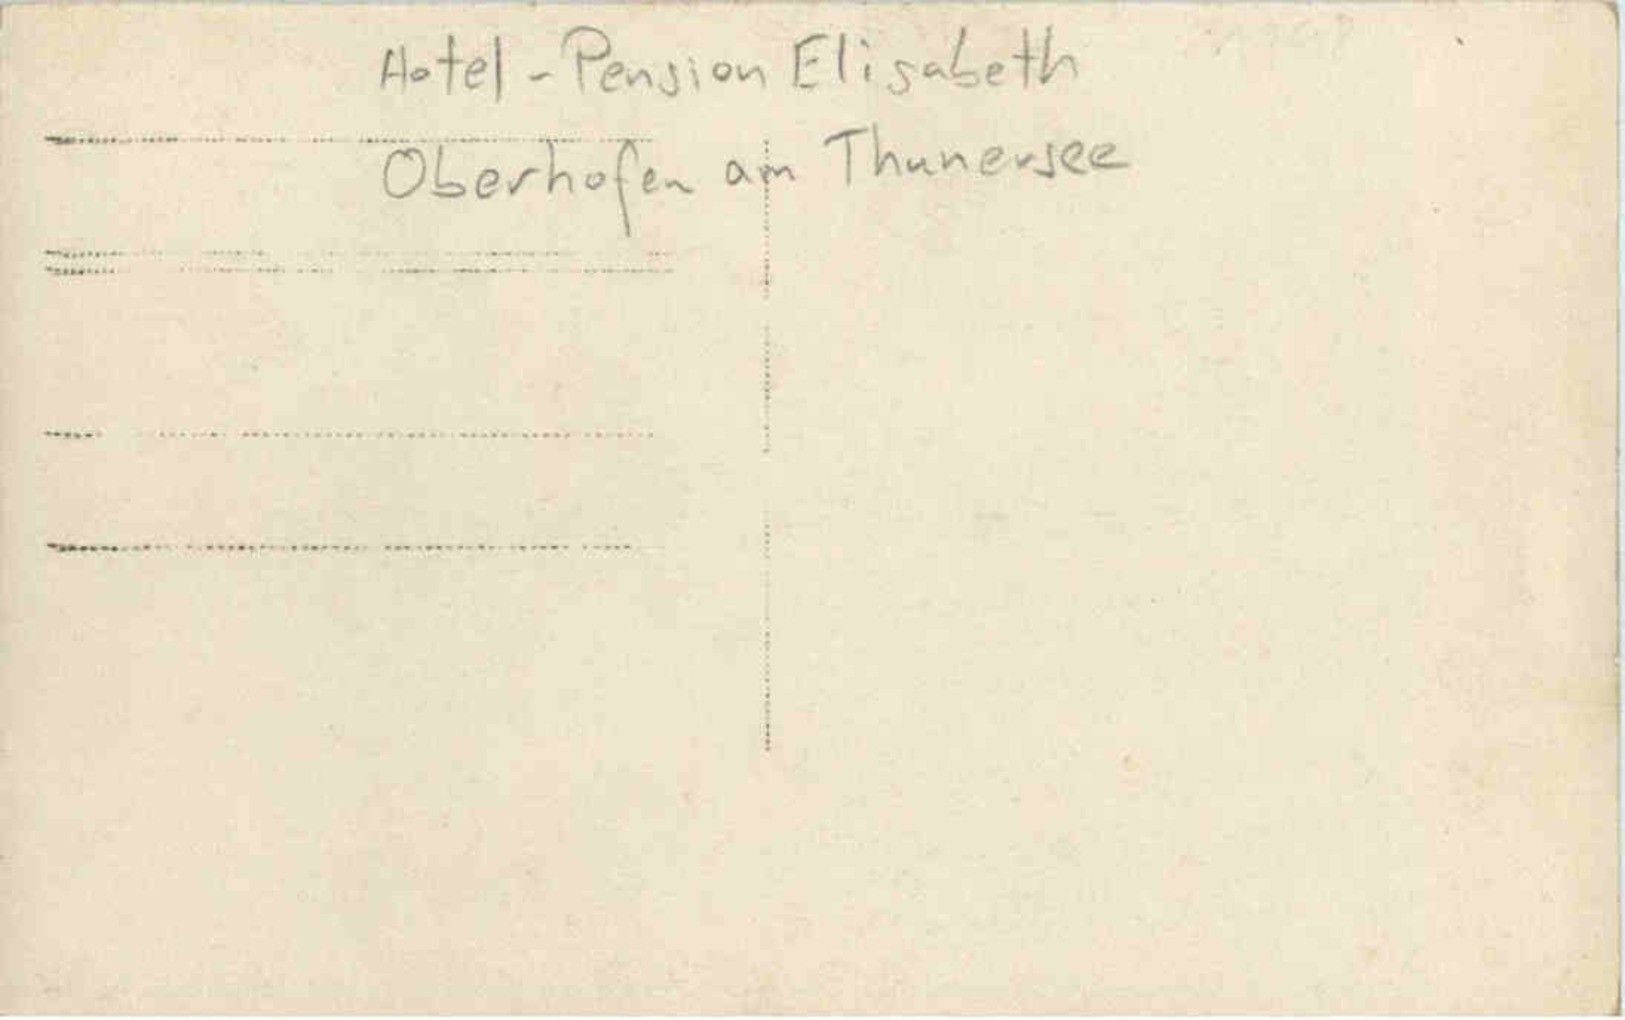 Hotel - Pension Elisabeth
Oberhofen am Thunersee